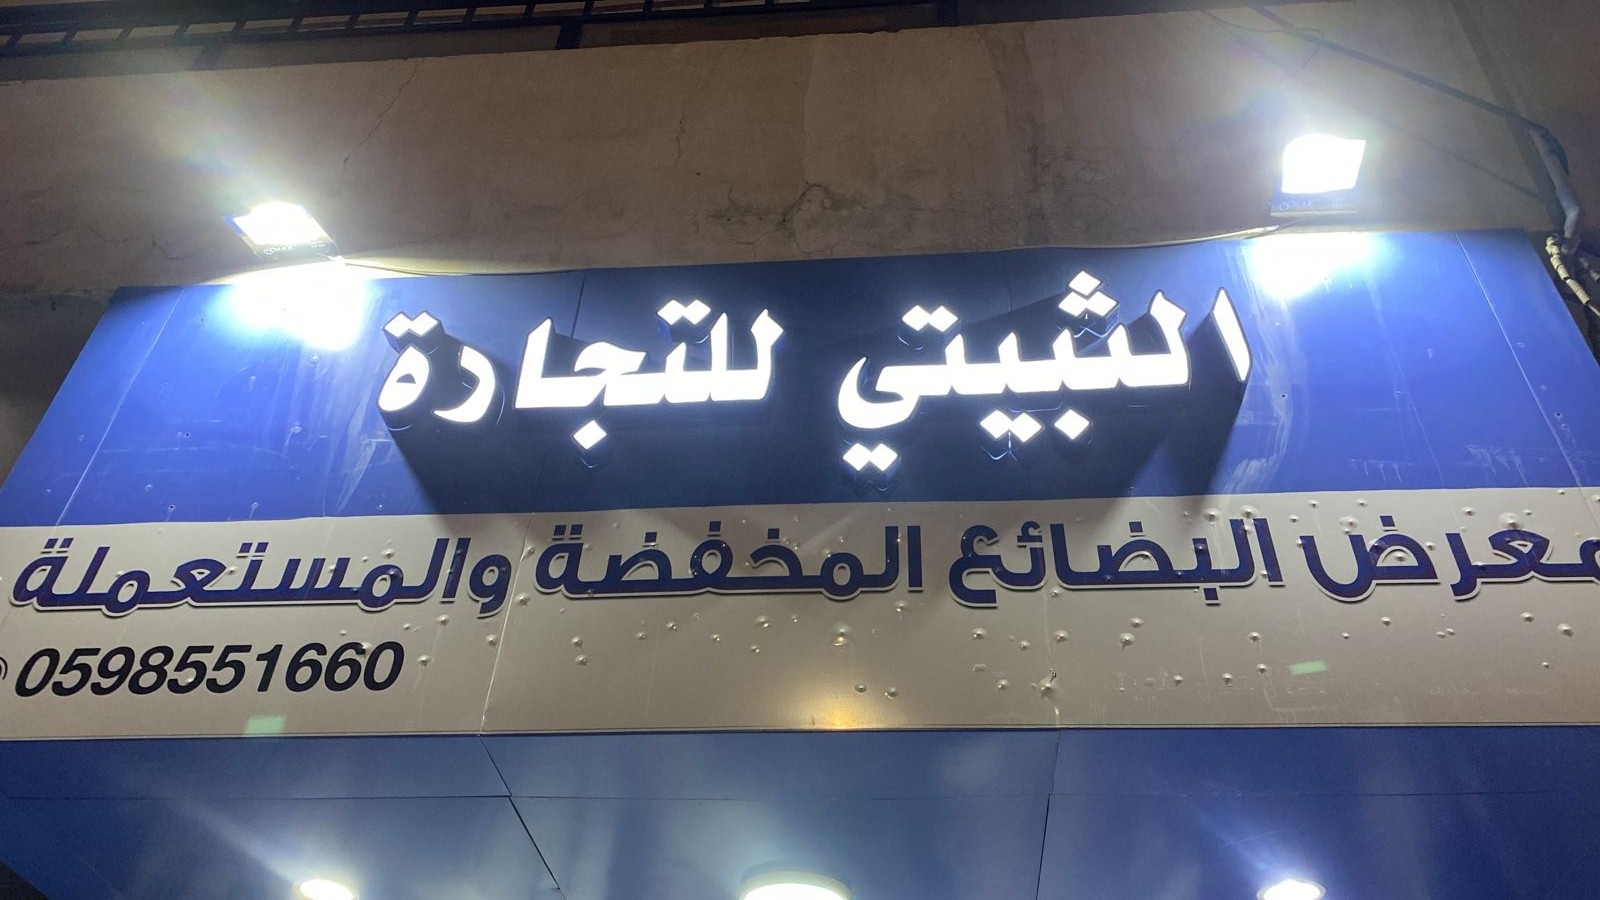 الثبيتي للتجارة
معرض البضائع المخفضة والمستعملة
0598551660